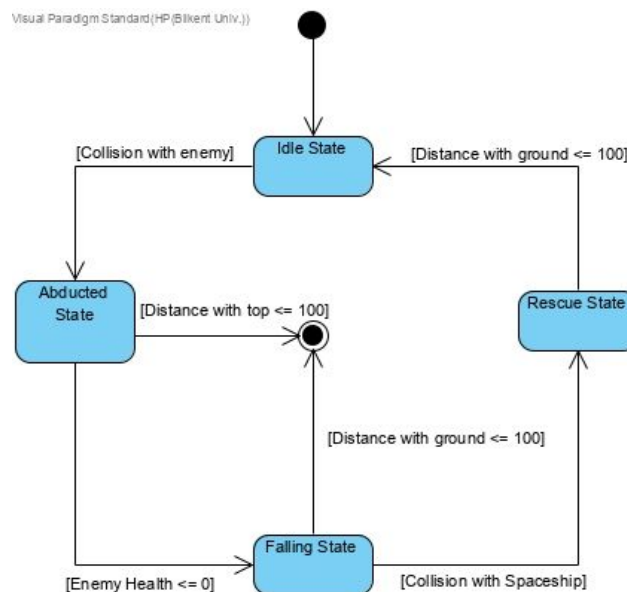 Visual Paradigm Standard(HP(Bilkent Univ.))
Idle State
[Collision with enemy]
[Distance with ground <= 100]
Abducted
State
[Distance with top <= 100]
Rescue State
[Distance with ground <= 100]
Falling State
[Enemy Health <= 0]
[Collision with Spaceship]